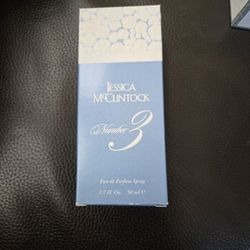 JESSICA
McCLINTOCK
Number
3
Eau de Parfum Spray
1.7 Fl. Oz. 50 ml ℮